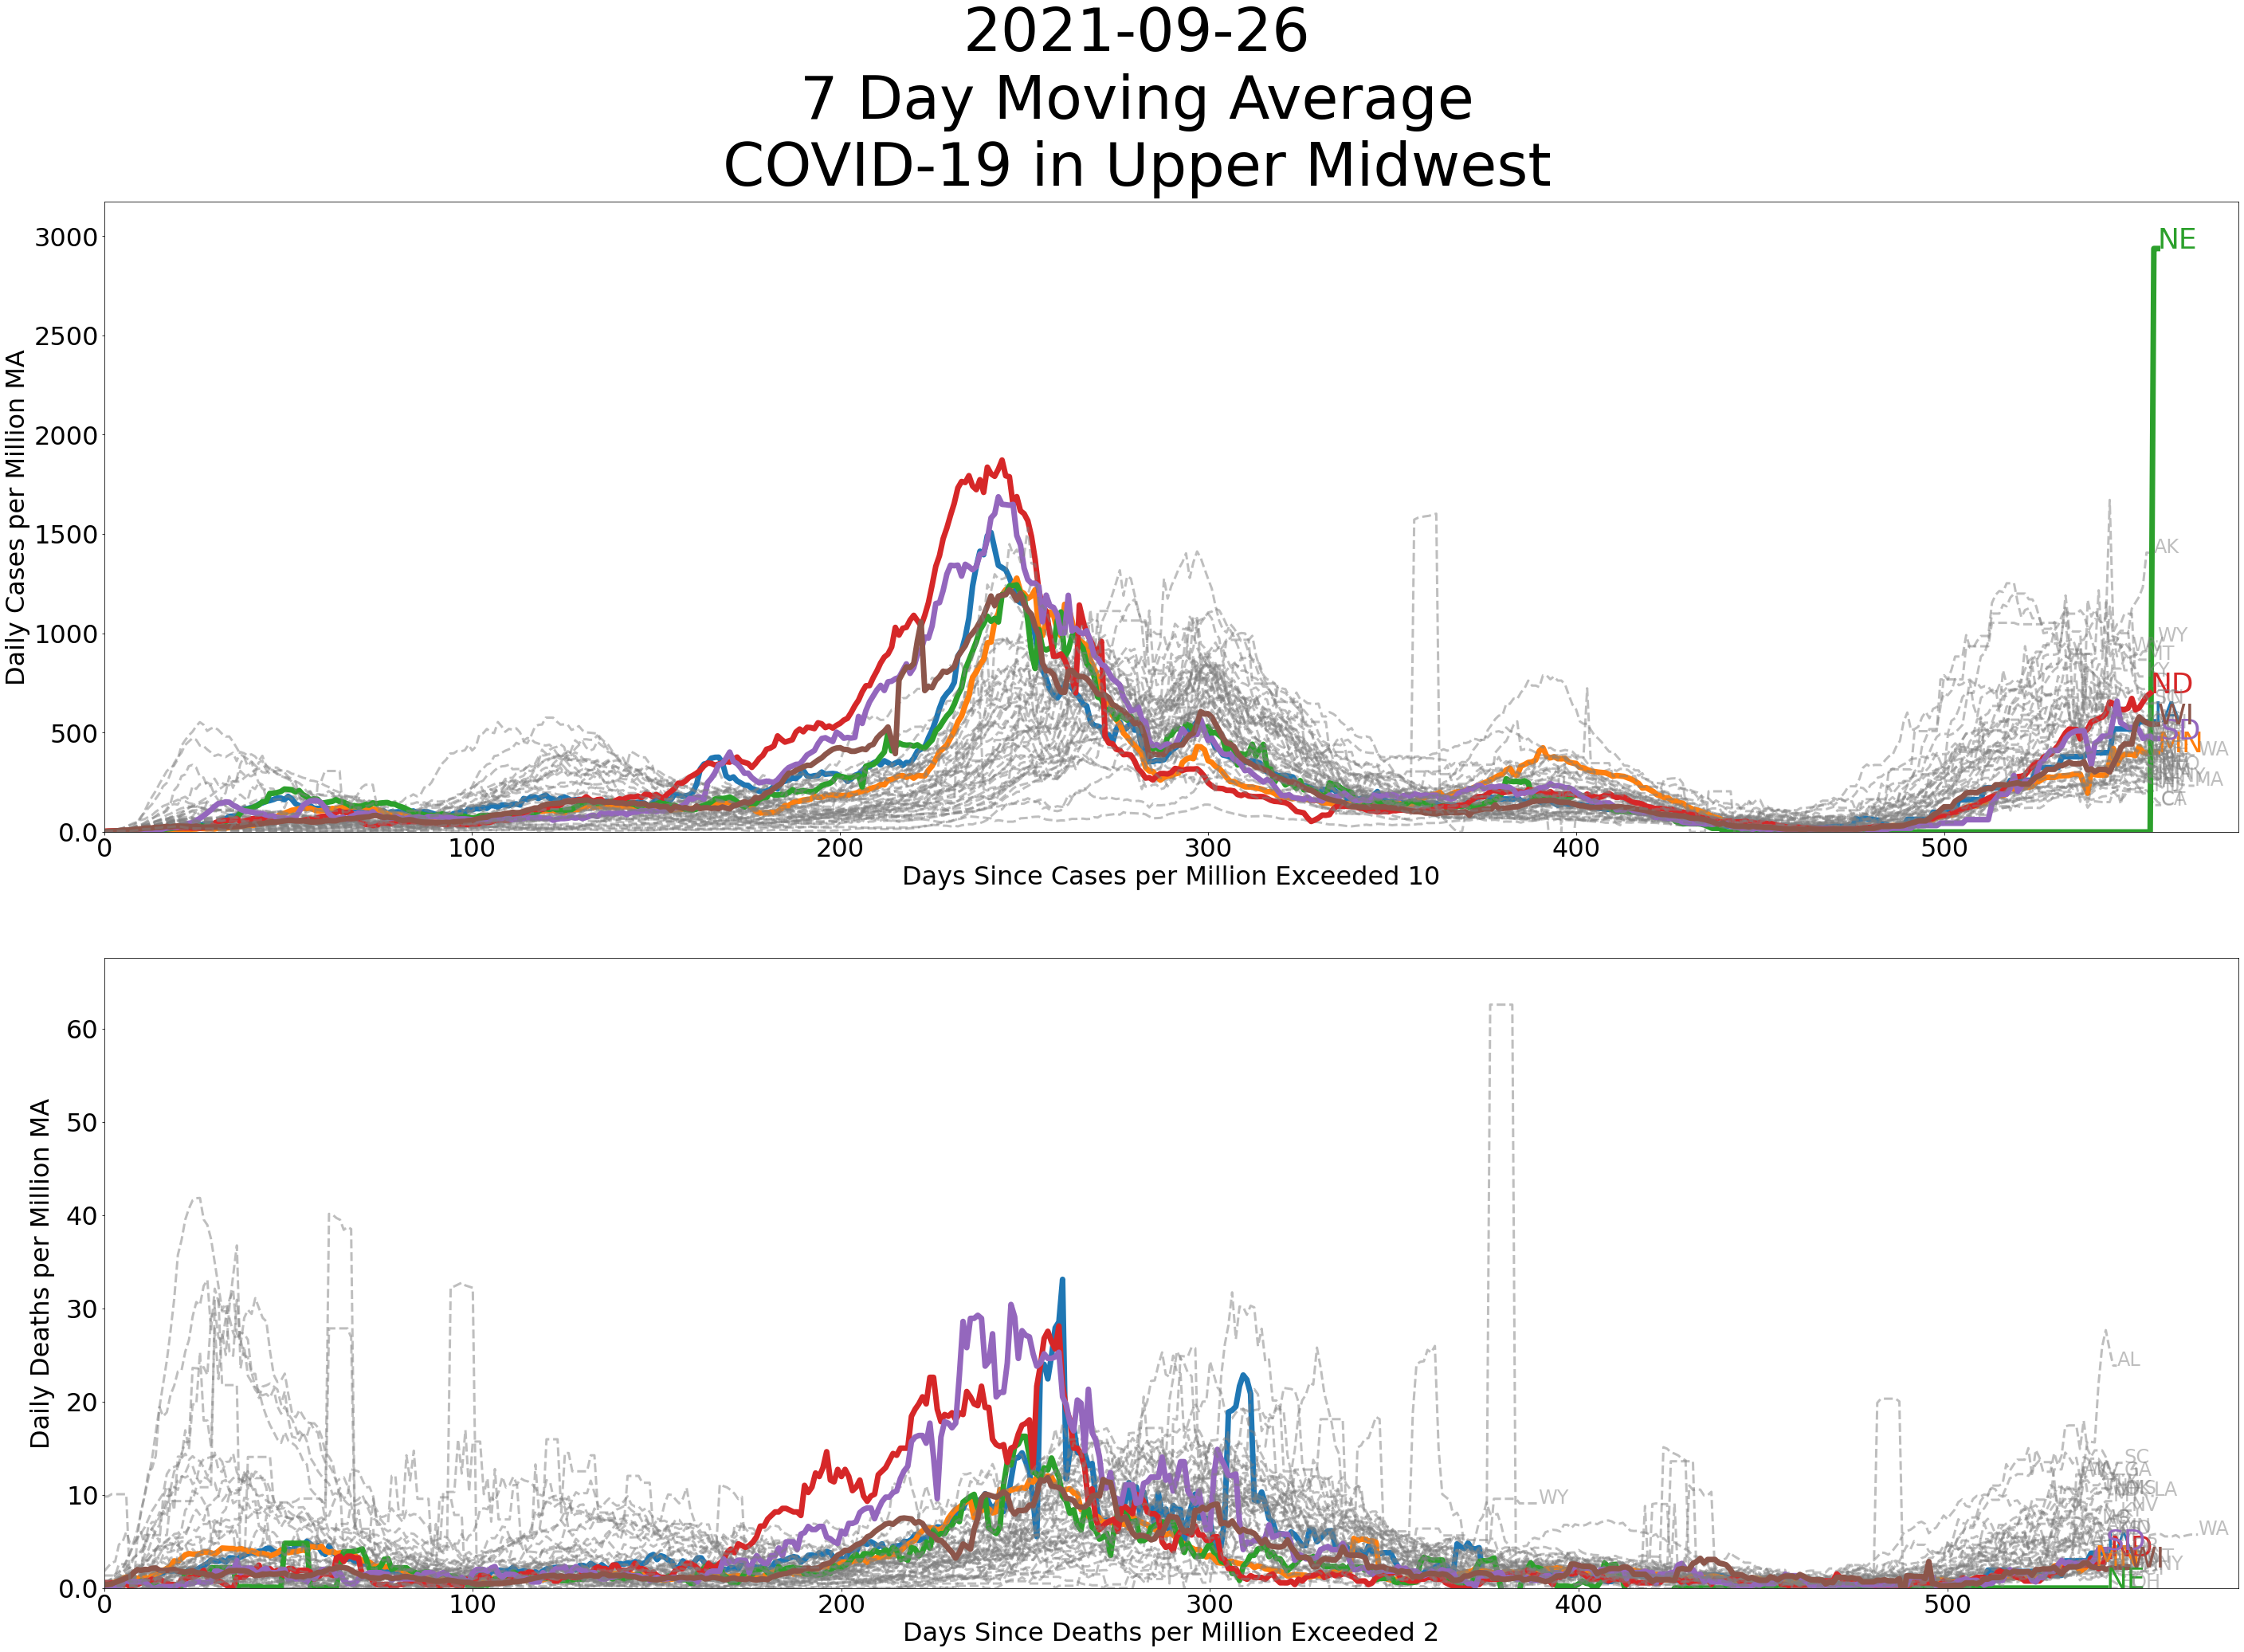 2021-09-26
7 Day Moving Average
COVID-19 in Upper Midwest
Daily Cases per Million MA
3000
2500
2000
1500
1000
500
0.0
0 100 200 300 400 500
NE
AK
WY
ND
WI
MN
WA
MA
CA
Days Since Cases per Million Exceeded 10
Daily Deaths per Million MA
60
50
40
30
20
10
0.0
0 100 200 300 400 500
AL
SC
GA
LA
NV
WY
WA
WI
NY
NE
Days Since Deaths per Million Exceeded 2